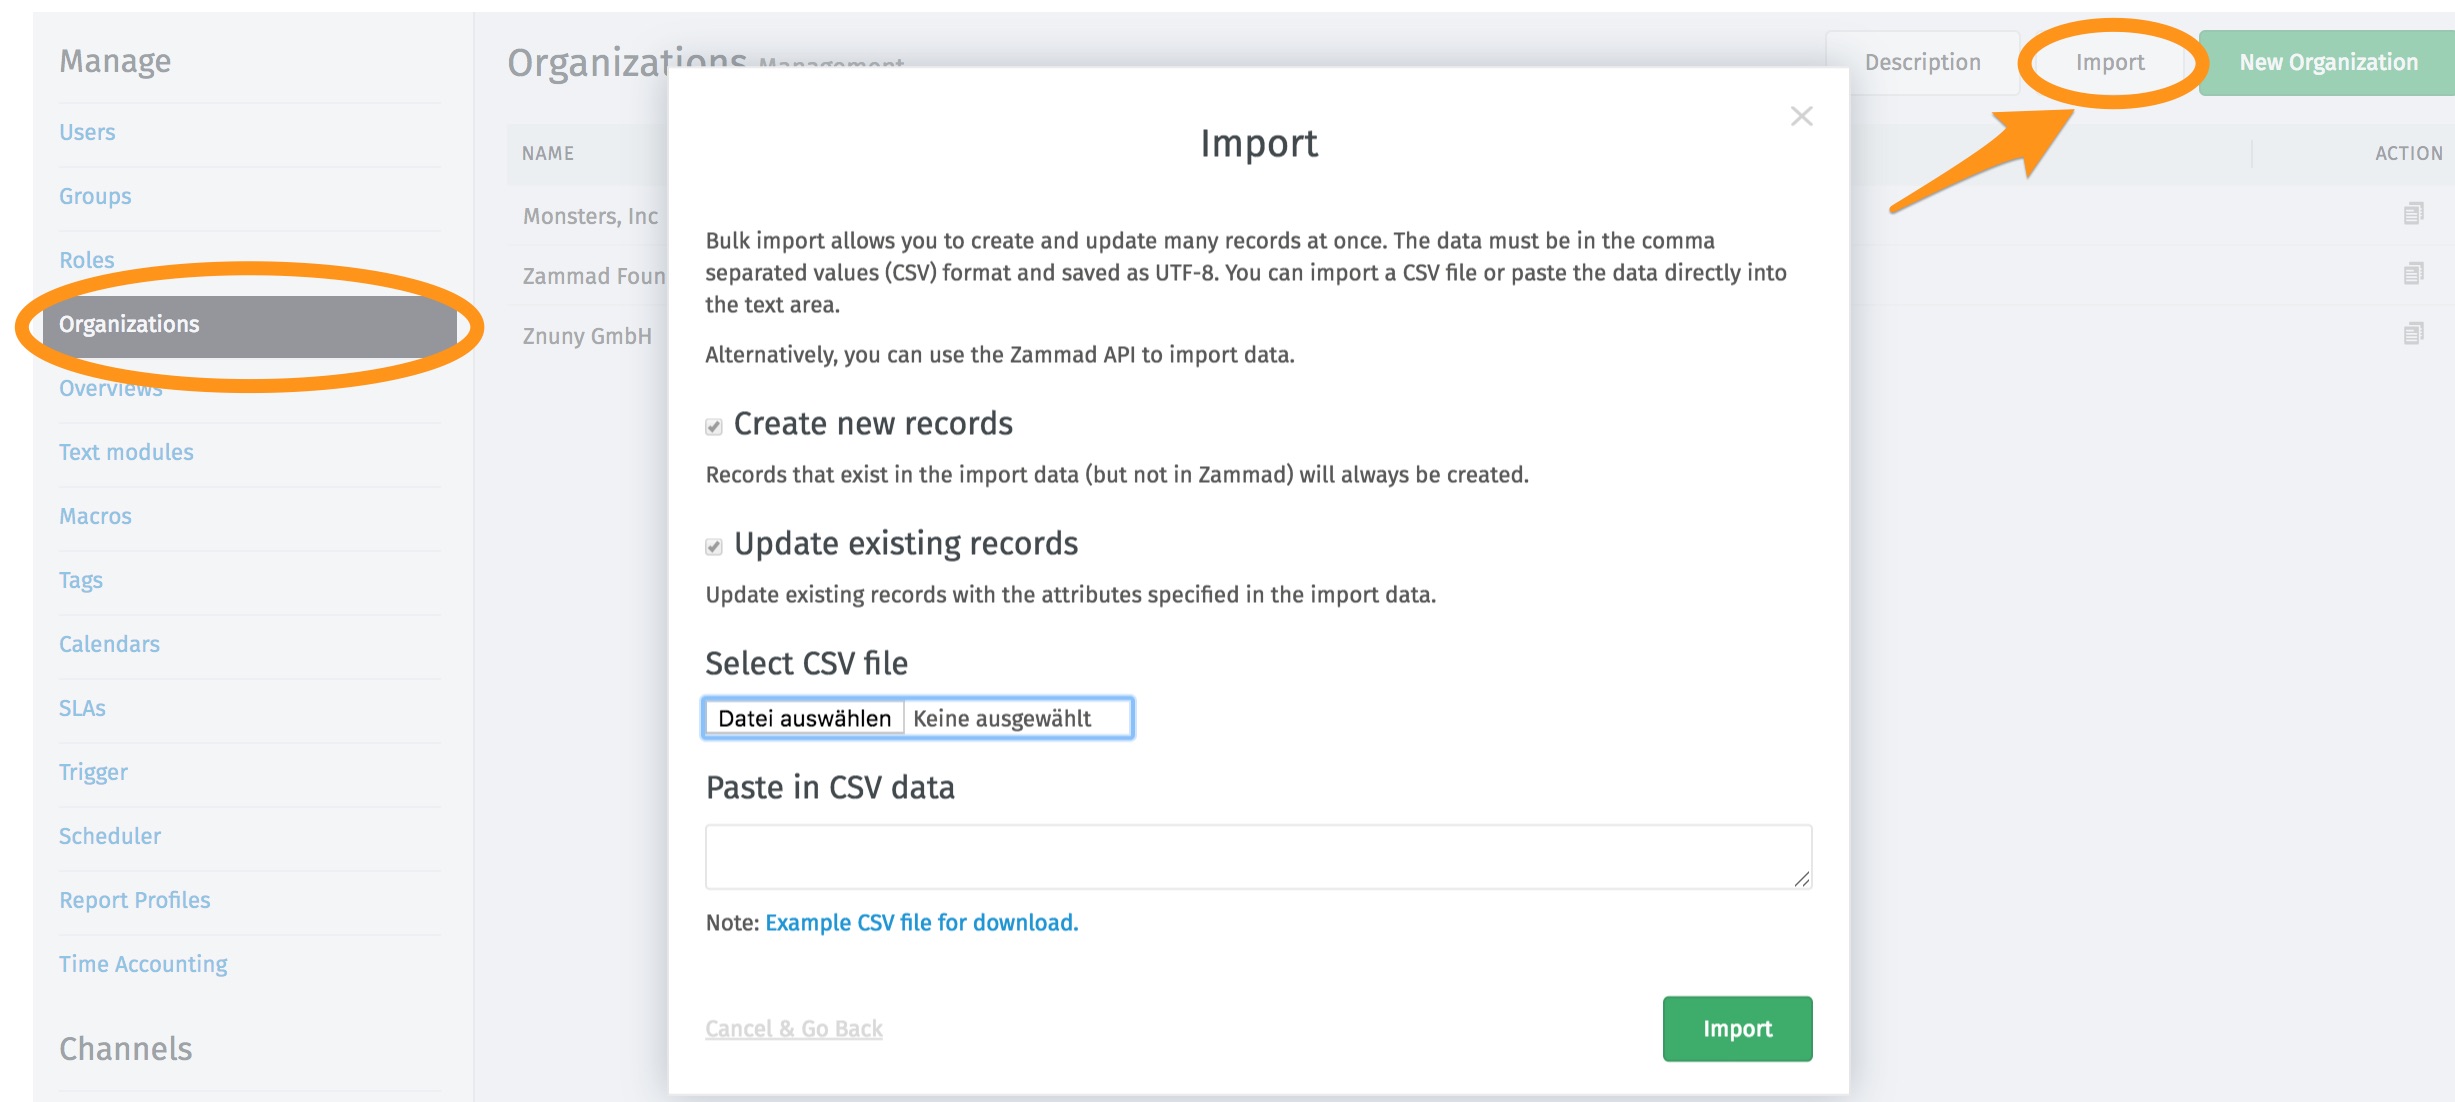 Manage
Users
Groups
Roles
Organizations
Overviews
Text modules
Macros
Tags
Calendars
SLAs
Trigger
Scheduler
Report Profiles
Time Accounting
Channels
Organizations Management
Description
Import
New Organization
NAME
ACTION
Monsters, Inc
Zammad Foun
Znuny GmbH
Import
Bulk import allows you to create and update many records at once. The data must be in the comma
separated values (CSV) format and saved as UTF-8. You can import a CSV file or paste the data directly into
the text area.
Alternatively, you can use the Zammad API to import data.
Create new records
Records that exist in the import data (but not in Zammad) will always be created.
Update existing records
Update existing records with the attributes specified in the import data.
Select CSV file
Datei auswählen Keine ausgewählt
Paste in CSV data
Note: Example CSV file for download.
Cancel & Go Back
Import